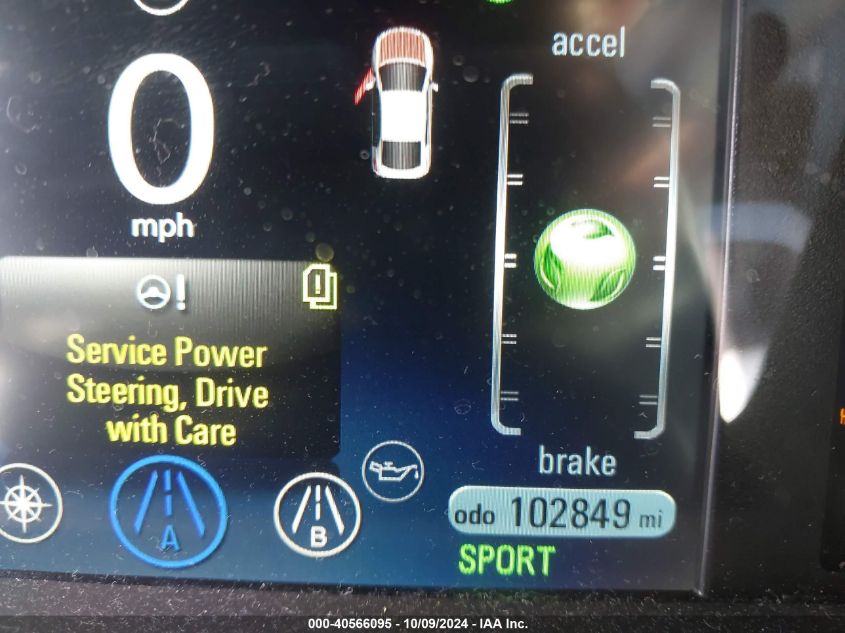 accel
0
mph
Service Power
Steering, Drive
with Care
brake
A
B
odo 102849 mi
SPORT
000-40566095 - 10/09/2024 - IAA Inc.